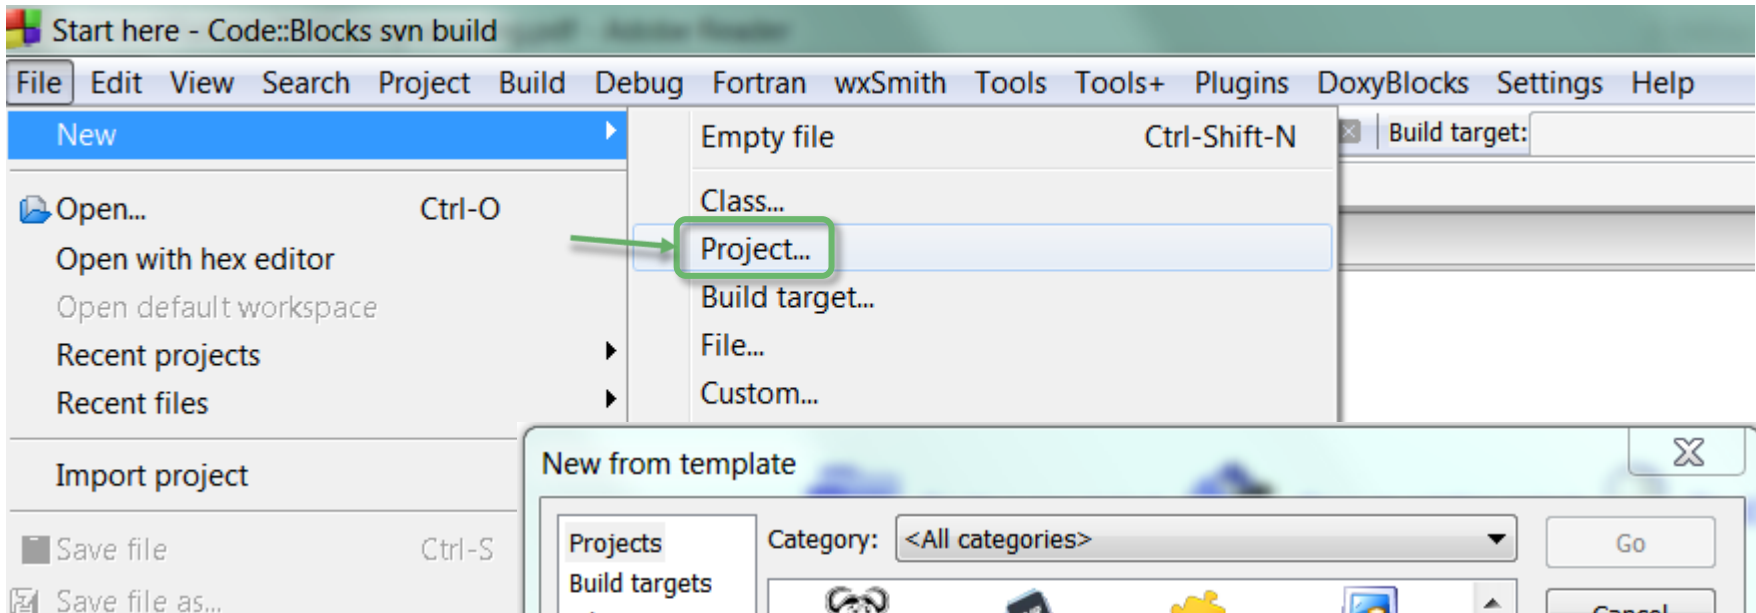 Start here - Code::Blocks svn build
File Edit View Search Project Build Debug Fortran wxSmith Tools Tools+ Plugins DoxyBlocks Settings Help
New
Empty file Ctrl-Shift-N
Build target:
Open... Ctrl-O
Class...
Open with hex editor
Project...
Open default workspace
Build target...
Recent projects
File...
Recent files
Custom...
Import project
New from template
Save file Ctrl-S
Projects
Category: <All categories>
Go
Build targets
Save file as...
Cancel